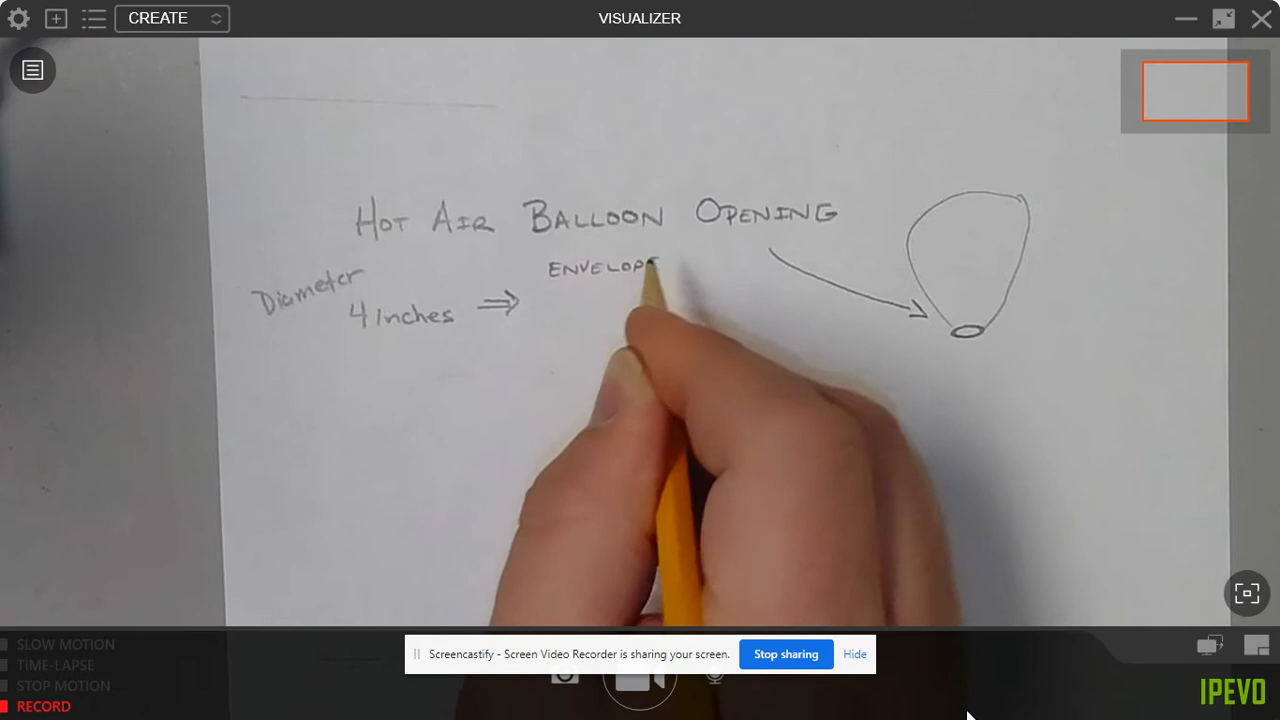 CREATE
VISUALIZER
HOT AIR BALLOON OPENING
ENVELOPE
Diameter
4 inches ⇒
SLOW MOTION
TIME-LAPSE
STOP MOTION
RECORD
Screencastify - Screen Video Recorder is sharing your screen.
Stop sharing
Hide
IPEVO